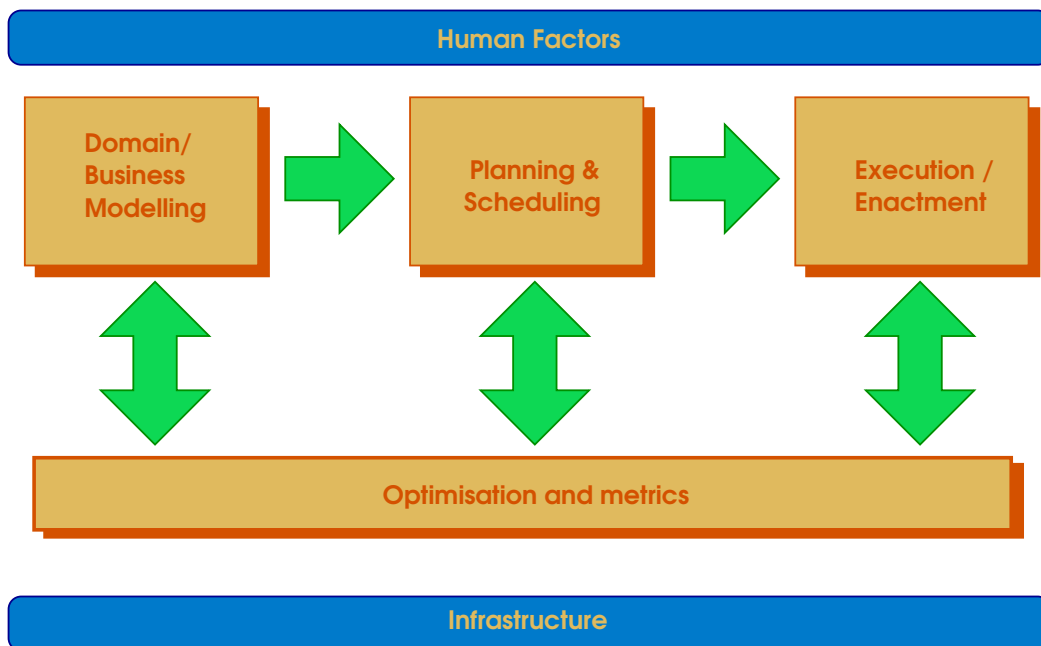 Human Factors
Domain/
Business
Modelling
Planning &
Scheduling
Execution /
Enactment
Optimisation and metrics
Infrastructure